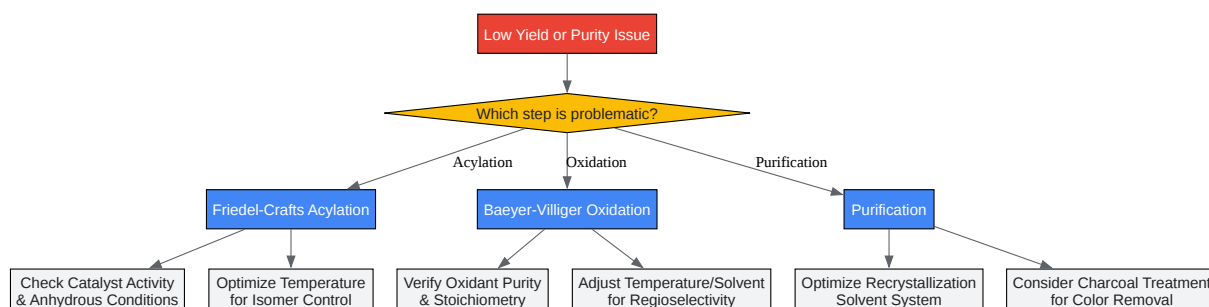 Low Yield or Purity Issue
Which step is problematic?
Acylation
Oxidation
Purification
Friedel-Crafts Acylation
Baeyer-Villiger Oxidation
Purification
Check Catalyst Activity
& Anhydrous Conditions
Optimize Temperature
for Isomer Control
Verify Oxidant Purity
& Stoichiometry
Adjust Temperature/Solvent
for Regioselectivity
Optimize Recrystallization
Solvent System
Consider Charcoal Treatment
for Color Removal